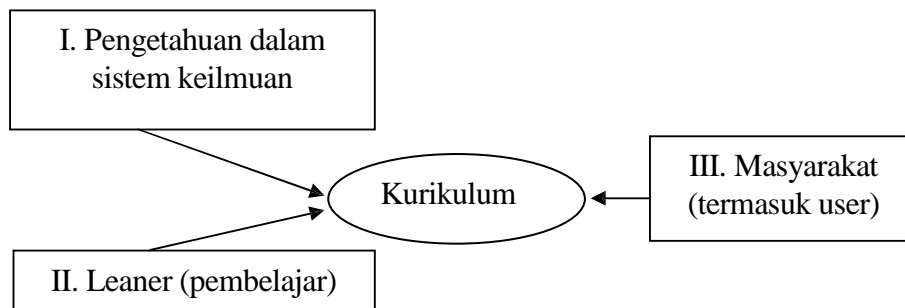 I. Pengetahuan dalam
sistem keilmuan
Kurikulum
III. Masyarakat
(termasuk user)
II. Leaner (pembelajar)